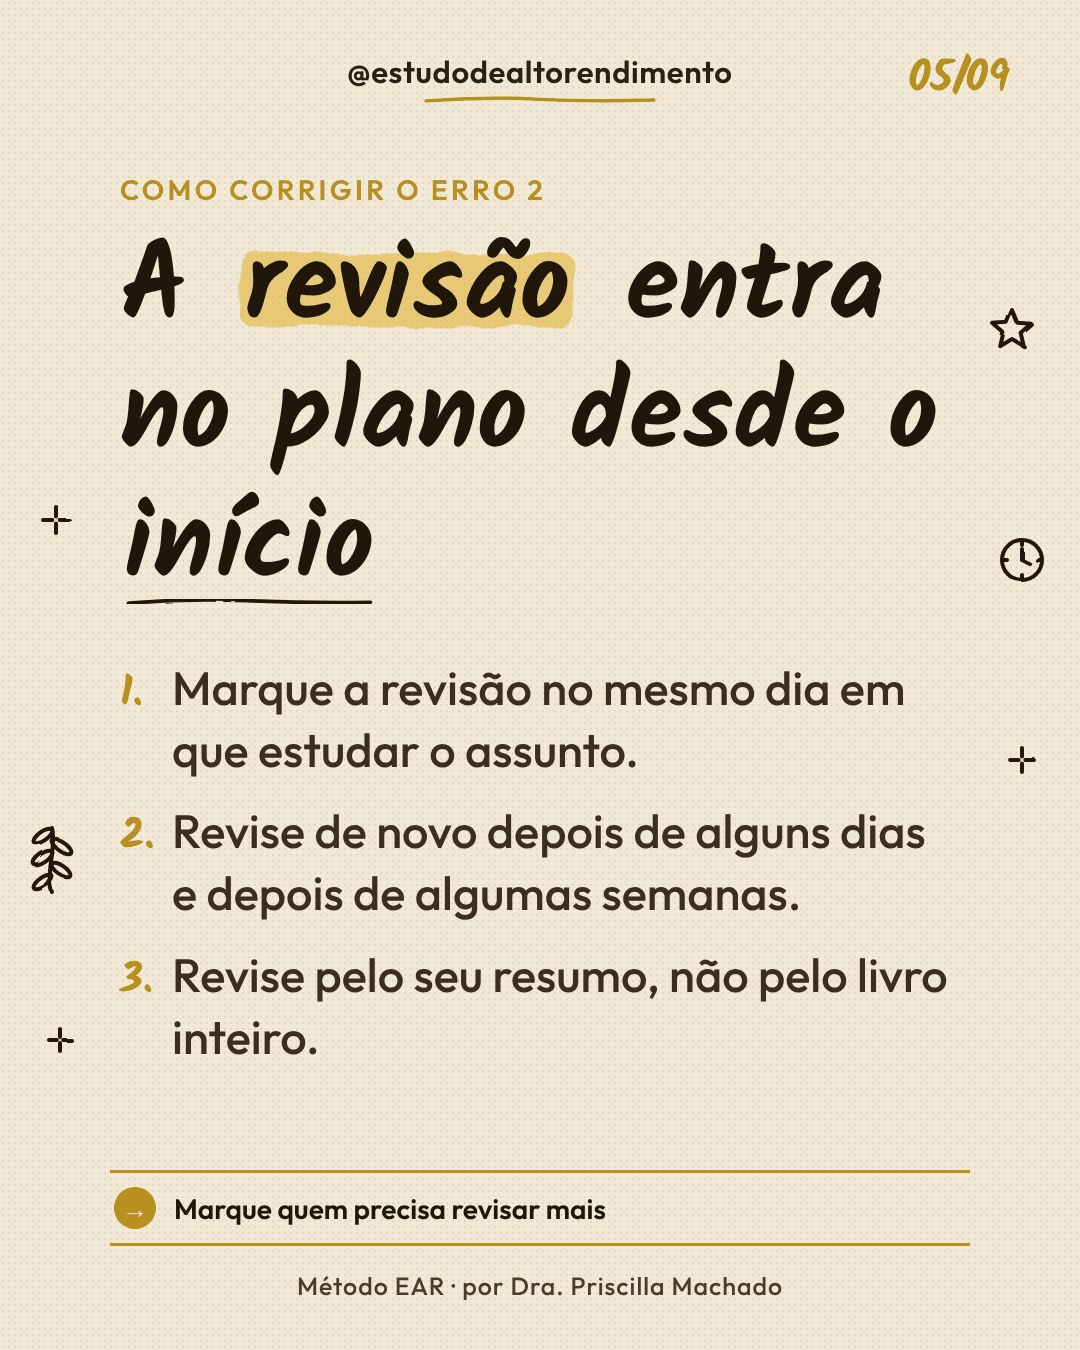 @estudodealtorendimento
05/09
COMO CORRIGIR O ERRO 2
A revisão entra
no plano desde o
início
1. Marque a revisão no mesmo dia em
que estudar o assunto.
2. Revise de novo depois de alguns dias
e depois de algumas semanas.
3. Revise pelo seu resumo, não pelo livro
inteiro.
→ Marque quem precisa revisar mais
Método EAR · por Dra. Priscilla Machado